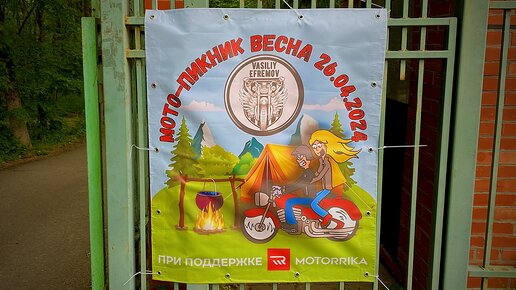 МОТО-ПИКНИК ВЕСНА 26.04.2024
VASILIY
EFREMOV
ПРИ ПОДДЕРЖКЕ MOTORRIKA